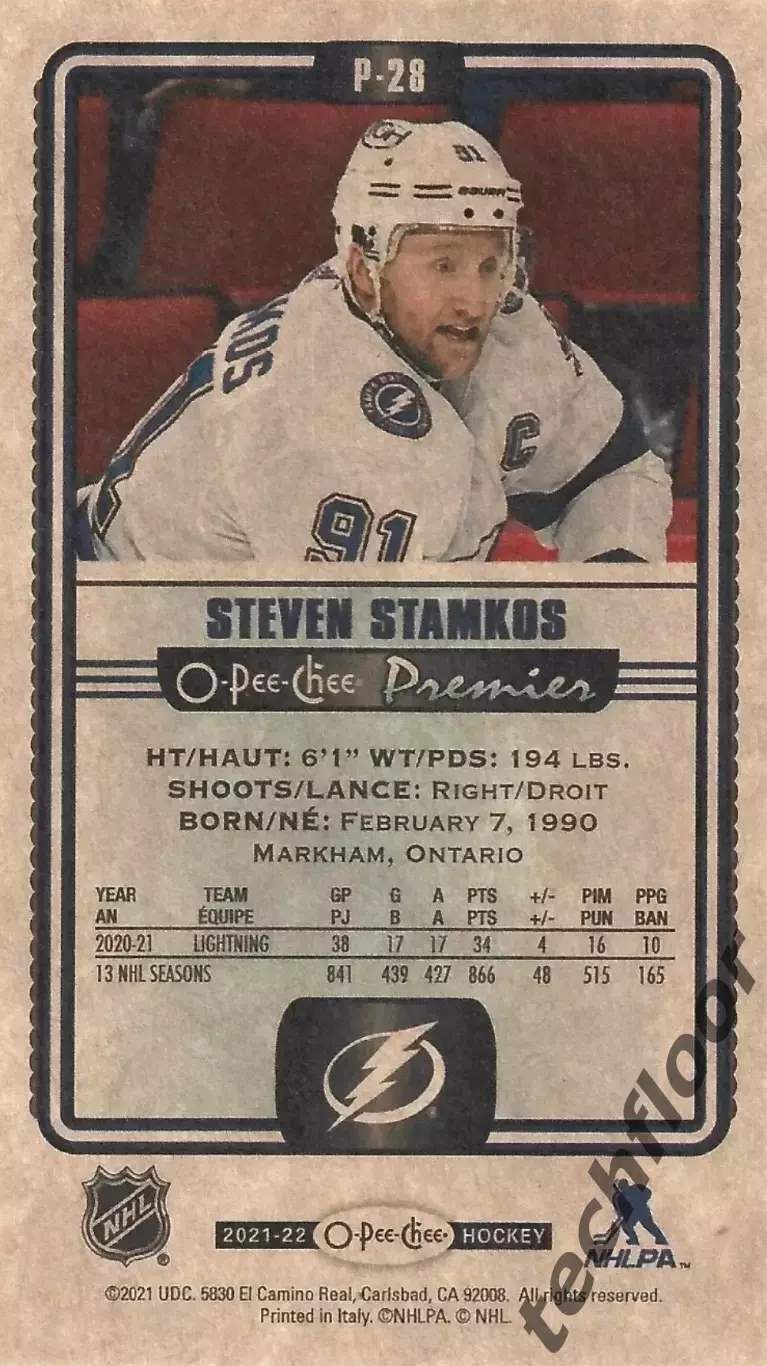 P-28
91
BAUER
KOS
C
91
STEVEN STAMKOS
O-Pee-Chee Premier
HT/HAUT: 6'1" WT/PDS: 194 LBS.
SHOOTS/LANCE: RIGHT/DROIT
BORN/NÉ: FEBRUARY 7, 1990
MARKHAM, ONTARIO
YEAR TEAM GP G A PTS +/- PIM PPG
AN ÉQUIPE PJ B A PTS +/- PUN BAN
2020-21 LIGHTNING 38 17 17 34 4 16 10
13 NHL SEASONS 841 439 427 866 48 515 165
NHL
2021-22 O-Pee-Chee HOCKEY
NHLPA™
©2021 UDC. 5830 El Camino Real, Carlsbad, CA 92008. All rights reserved.
Printed in Italy. ©NHLPA. © NHL.
techfloor